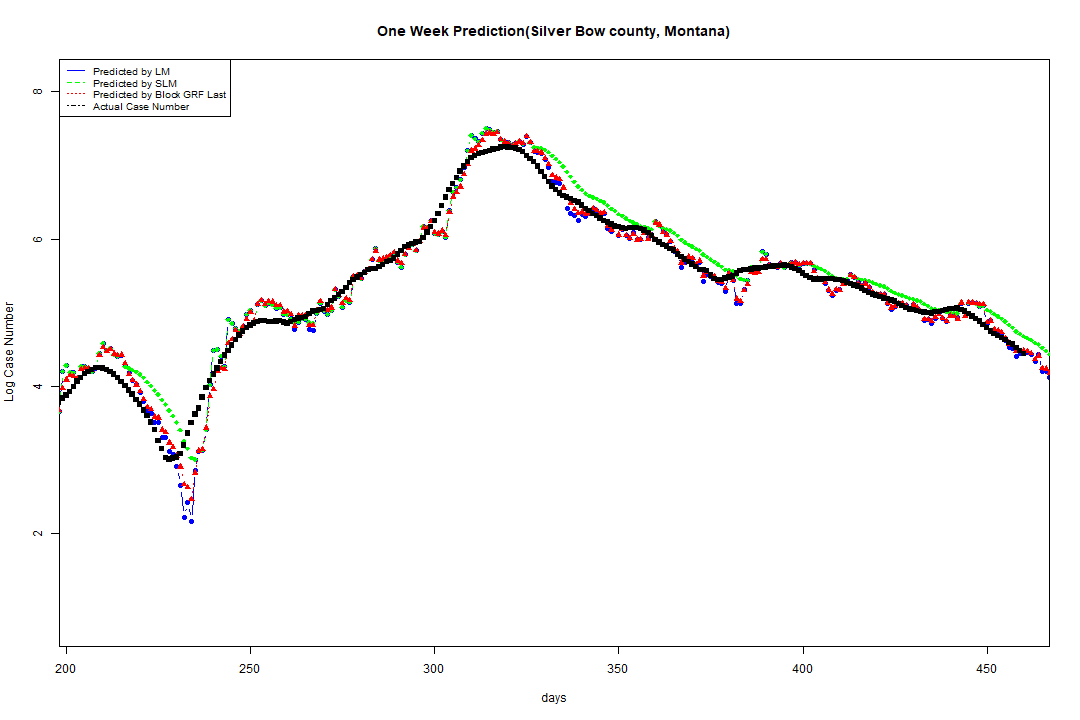 One Week Prediction(Silver Bow county, Montana)
Predicted by LM
Predicted by SLM
Predicted by Block GRF Last
Actual Case Number
8
6
4
2
Log Case Number
200 250 300 350 400 450
days